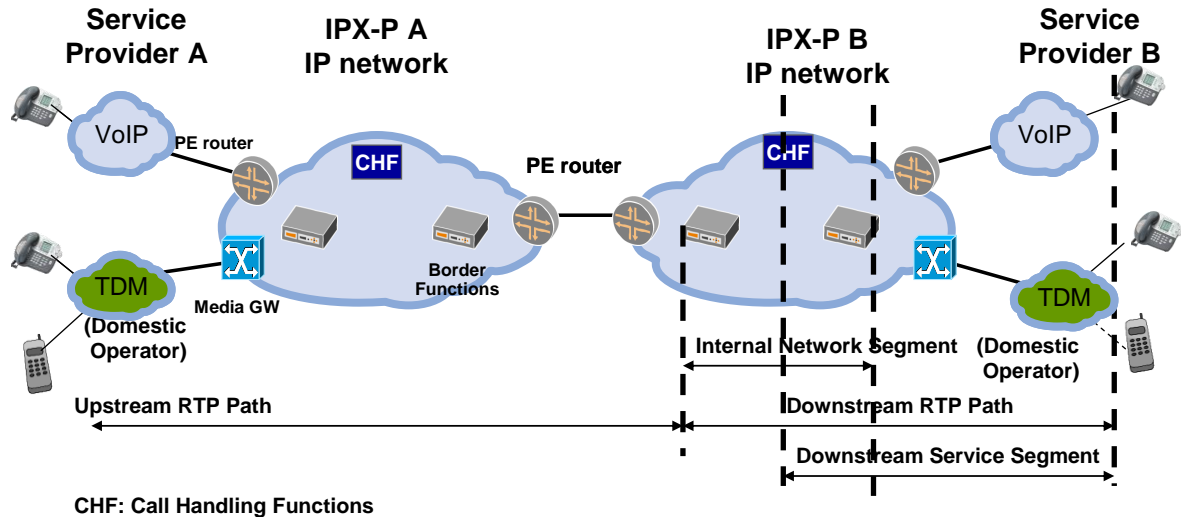 Service
Provider A
IPX-P A
IP network
IPX-P B
IP network
Service
Provider B
VoIP
PE router
CHF
PE router
CHF
VoIP
TDM
Media GW
Border
Functions
TDM
(Domestic
Operator)
Internal Network Segment
(Domestic
Operator)
Upstream RTP Path
Downstream RTP Path
Downstream Service Segment
CHF: Call Handling Functions